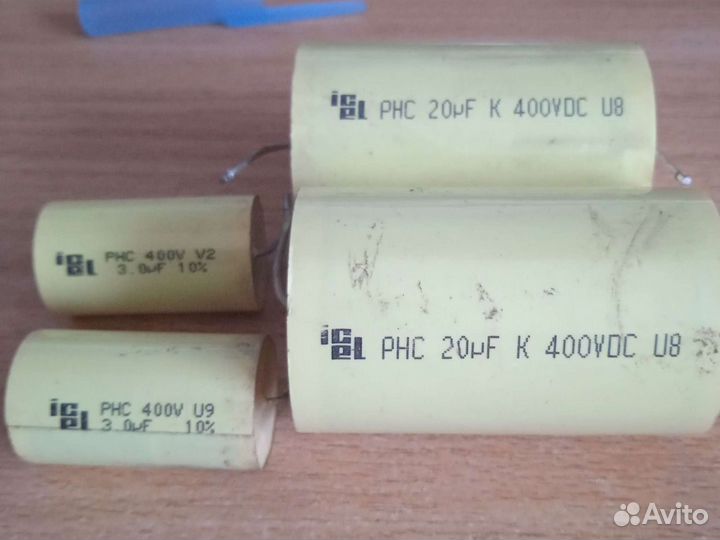 icel PHC 20µF K 400VDC U8
icel PHC 400V V2
3.0µF 10%
icel PHC 20µF K 400VDC U8
icel PHC 400V U9
3.0µF 10%
Avito